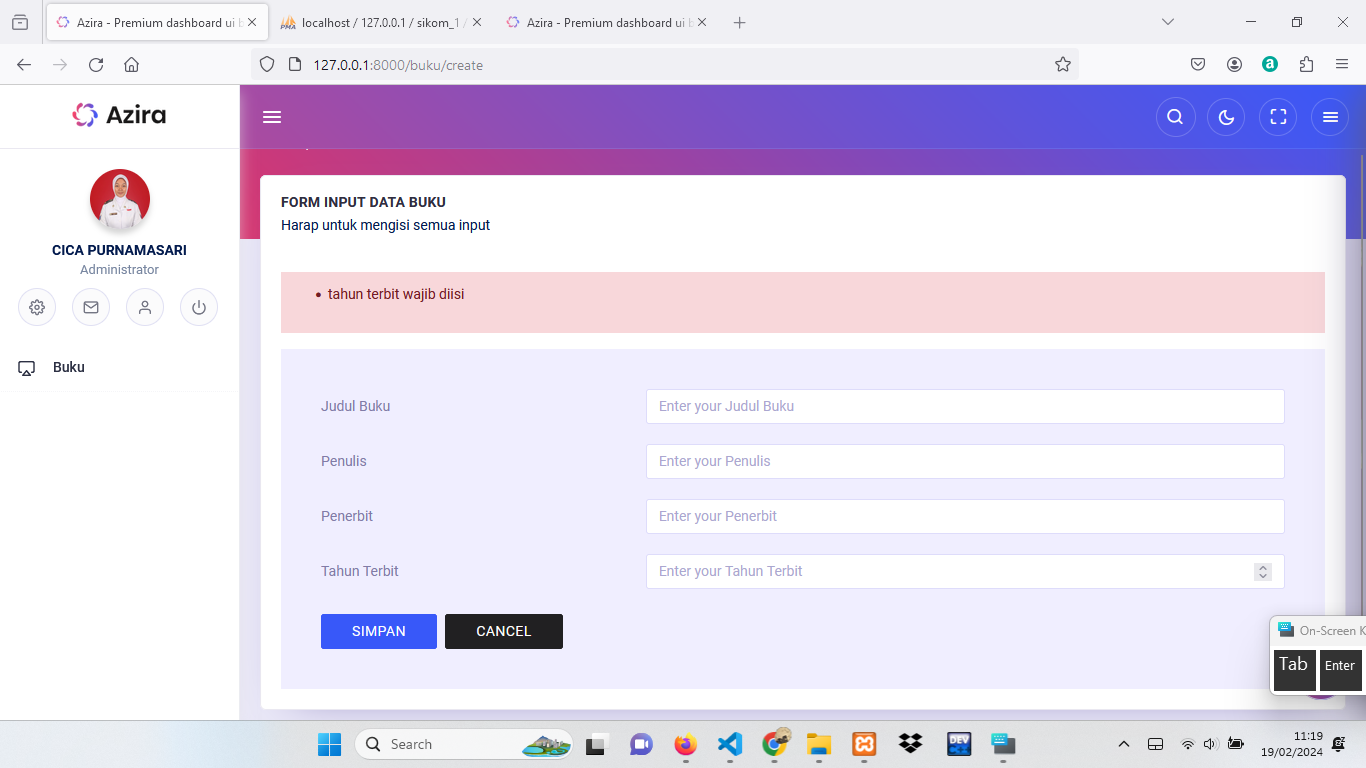 Azira - Premium dashboard ui b
localhost / 127.0.0.1 / sikom_1 /
Azira - Premium dashboard ui b
127.0.0.1:8000/buku/create
Azira
CICA PURNAMASARI
Administrator
Buku
FORM INPUT DATA BUKU
Harap untuk mengisi semua input
• tahun terbit wajib diisi
Judul Buku
Enter your Judul Buku
Penulis
Enter your Penulis
Penerbit
Enter your Penerbit
Tahun Terbit
Enter your Tahun Terbit
SIMPAN
CANCEL
On-Screen K
Tab
Enter
Search
11:19
19/02/2024